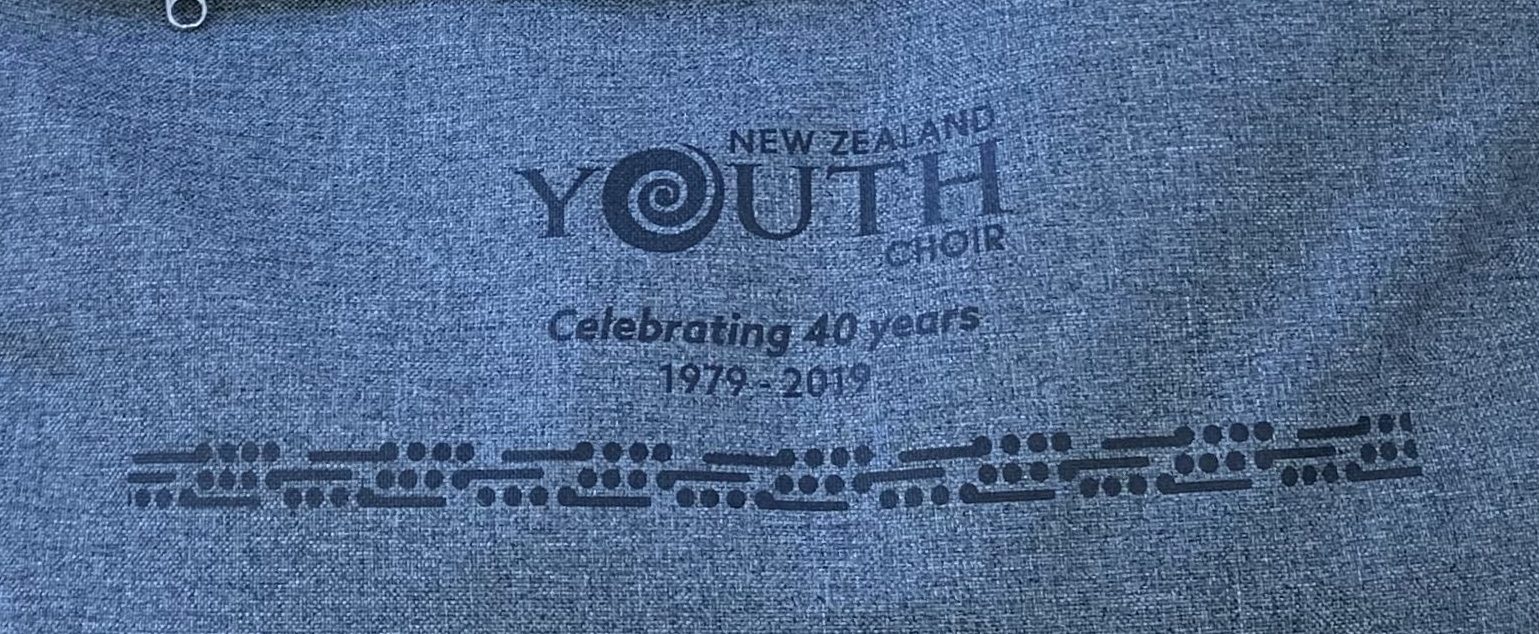 NEW ZEALAND
YOUTH
CHOIR
Celebrating 40 years
1979 - 2019